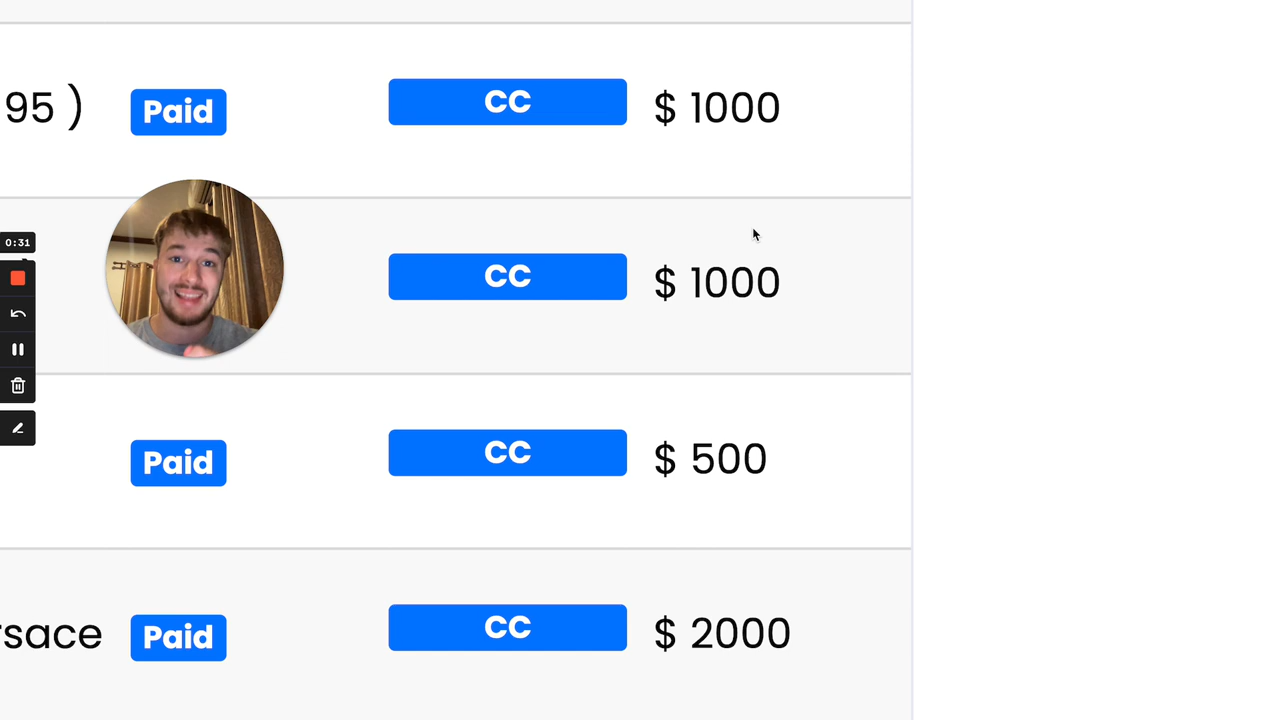 95 ) Paid CC $ 1000
0:31
CC $ 1000
Paid CC $ 500
rsace Paid CC $ 2000